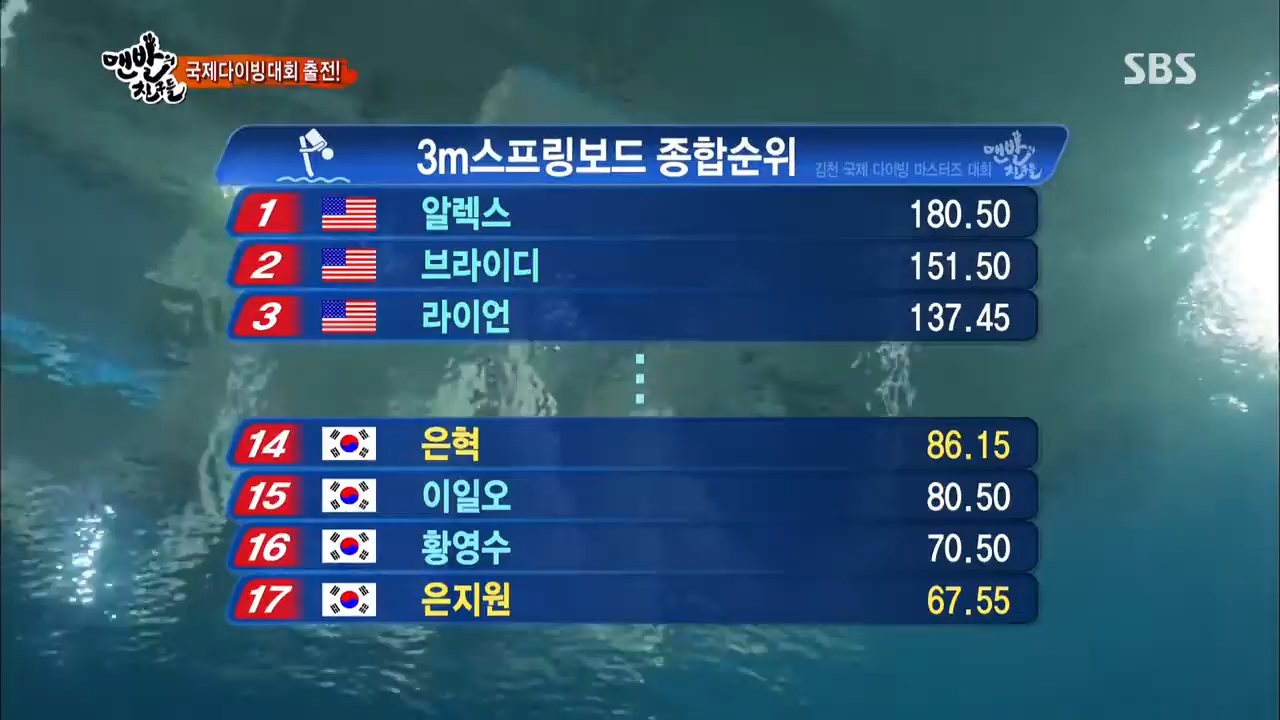 맨발의
친구들
국제다이빙대회 출전!
SBS
3m스프링보드 종합순위
김천 국제 다이빙 마스터즈 대회
맨발의
친구들
1 알렉스 180.50
2 브라이디 151.50
3 라이언 137.45
14 은혁 86.15
15 이일오 80.50
16 황영수 70.50
17 은지원 67.55